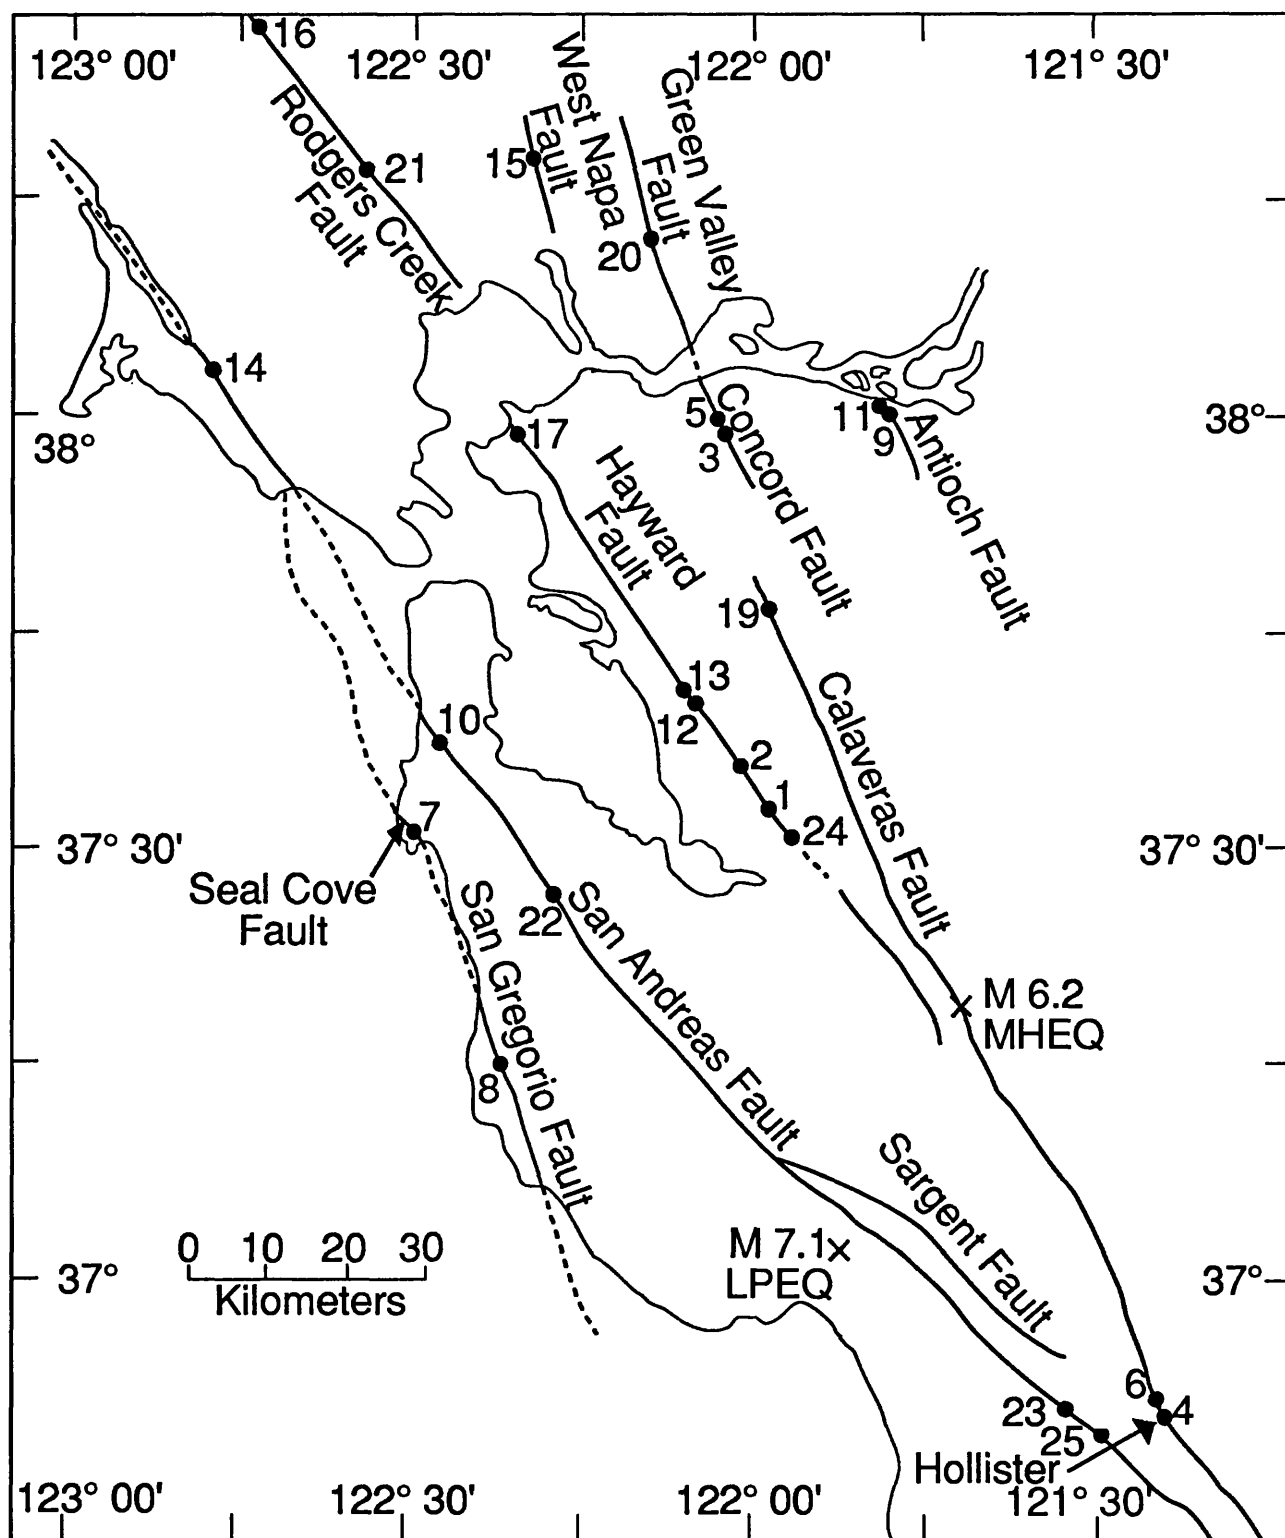 123° 00'
122° 30'
122° 00'
121° 30'
16
Rodgers Creek
Fault
21
West Napa
Fault
15
Green Valley
Fault
20
14
38°
38°
17
Hayward
Fault
5
3
Concord Fault
11
9
Antioch Fault
19
Calaveras Fault
13
12
2
1
24
10
7
37° 30'
37° 30'
Seal Cove
Fault
22
San Gregorio Fault
San Andreas Fault
8
M 6.2
MHEQ
Sargent Fault
0 10 20 30
Kilometers
M 7.1
LPEQ
37°
37°
6
4
23
25
Hollister
123° 00'
122° 30'
122° 00'
121° 30'